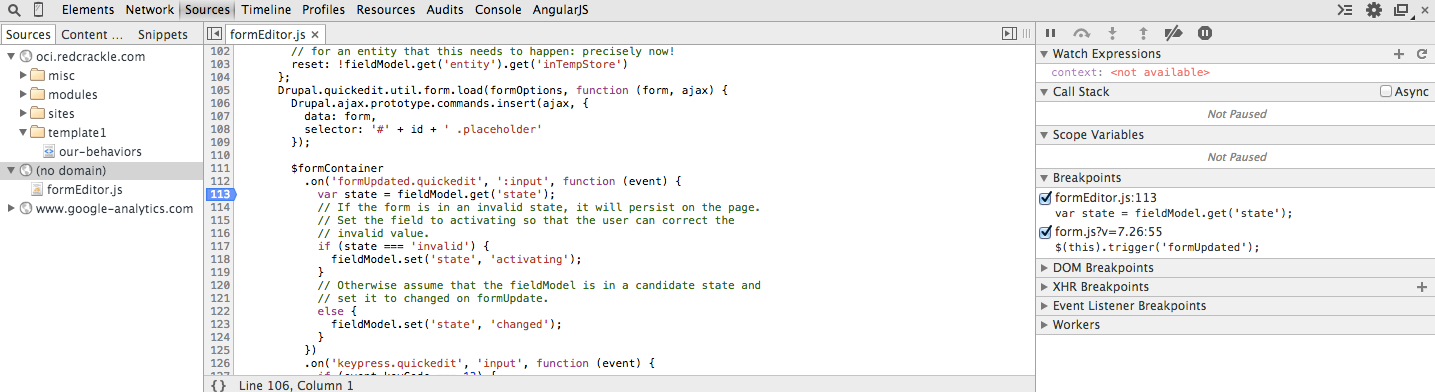 Elements Network Sources Timeline Profiles Resources Audits Console AngularJS
Sources Content ... Snippets
oci.redcrackle.com
misc
modules
sites
template1
our-behaviors
(no domain)
formEditor.js
www.google-analytics.com
formEditor.js ×
102 // for an entity that this needs to happen: precisely now!
103 reset: !fieldModel.get('entity').get('inTempStore')
104 };
105 Drupal.quickedit.util.form.load(formOptions, function (form, ajax) {
106 Drupal.ajax.prototype.commands.insert(ajax, {
107 data: form,
108 selector: '#' + id + ' .placeholder'
109 });
110
111 $formContainer
112 .on('formUpdated.quickedit', ':input', function (event) {
113 var state = fieldModel.get('state');
114 // If the form is in an invalid state, it will persist on the page.
115 // Set the field to activating so that the user can correct the
116 // invalid value.
117 if (state === 'invalid') {
118 fieldModel.set('state', 'activating');
119 }
120 // Otherwise assume that the fieldModel is in a candidate state and
121 // set it to changed on formUpdate.
122 else {
123 fieldModel.set('state', 'changed');
124 }
125 })
126 .on('keypress.quickedit', 'input', function (event) {
{} Line 106, Column 1
Watch Expressions
context: <not available>
Call Stack Async
Not Paused
Scope Variables
Not Paused
Breakpoints
formEditor.js:113
var state = fieldModel.get('state');
form.js?v=7.26:55
$(this).trigger('formUpdated');
DOM Breakpoints
XHR Breakpoints
Event Listener Breakpoints
Workers